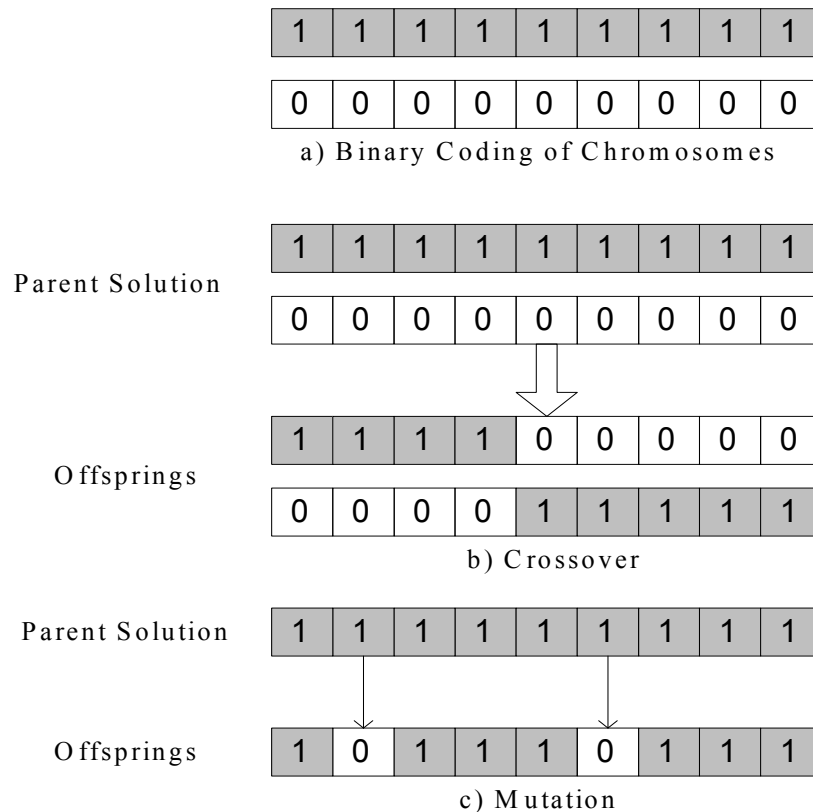 1 1 1 1 1 1 1 1 1
0 0 0 0 0 0 0 0 0
a) Binary Coding of Chromosomes
1 1 1 1 1 1 1 1 1
Parent Solution
0 0 0 0 0 0 0 0 0
1 1 1 1 0 0 0 0 0
Offsprings
0 0 0 0 1 1 1 1 1
b) Crossover
Parent Solution 1 1 1 1 1 1 1 1 1
Offsprings 1 0 1 1 1 0 1 1 1
c) Mutation